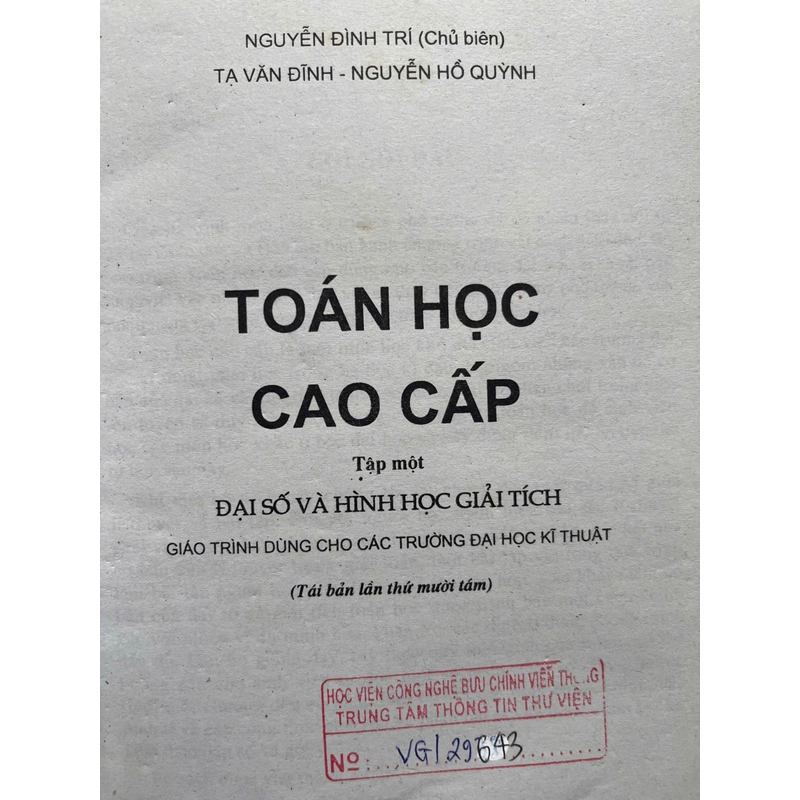 NGUYỄN ĐÌNH TRÍ (Chủ biên)
TẠ VĂN ĐĨNH - NGUYỄN HỒ QUỲNH
TOÁN HỌC
CAO CẤP
Tập một
ĐẠI SỐ VÀ HÌNH HỌC GIẢI TÍCH
GIÁO TRÌNH DÙNG CHO CÁC TRƯỜNG ĐẠI HỌC KĨ THUẬT
(Tái bản lần thứ mười tám)
HỌC VIỆN CÔNG NGHỆ BƯU CHÍNH VIỄN THÔNG
TRUNG TÂM THÔNG TIN THƯ VIỆN
Nº: